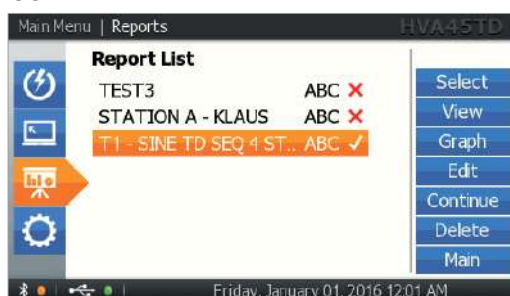 Main Menu | Reports HVA45TD
Report List
TEST3 ABC ✗
STATION A - KLAUS ABC ✗
T1 - SINE TD SEQ 4 ST.. ABC ✓
Select
View
Graph
Edit
Continue
Delete
Main
Friday, January 01, 2016 12:01 AM